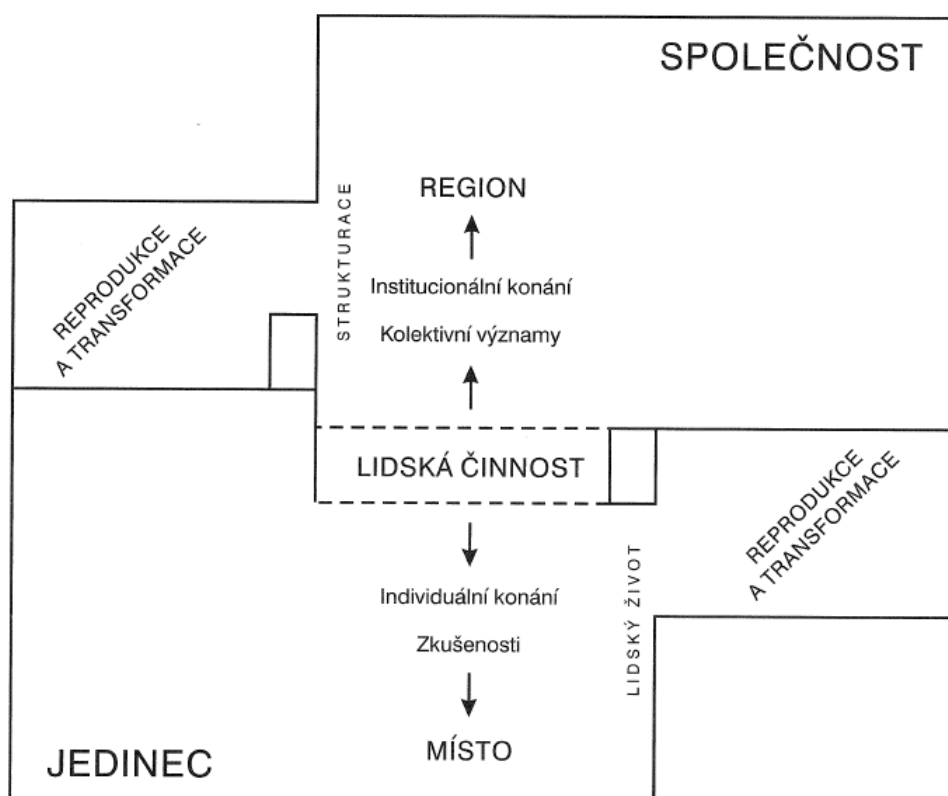 SPOLEČNOST
REGION
STRUKTURACE
REPRODUKCE
A TRANSFORMACE
Institucionální konání
Kolektivní významy
LIDSKÁ ČINNOST
REPRODUKCE
A TRANSFORMACE
LIDSKÝ ŽIVOT
Individuální konání
Zkušenosti
MÍSTO
JEDINEC